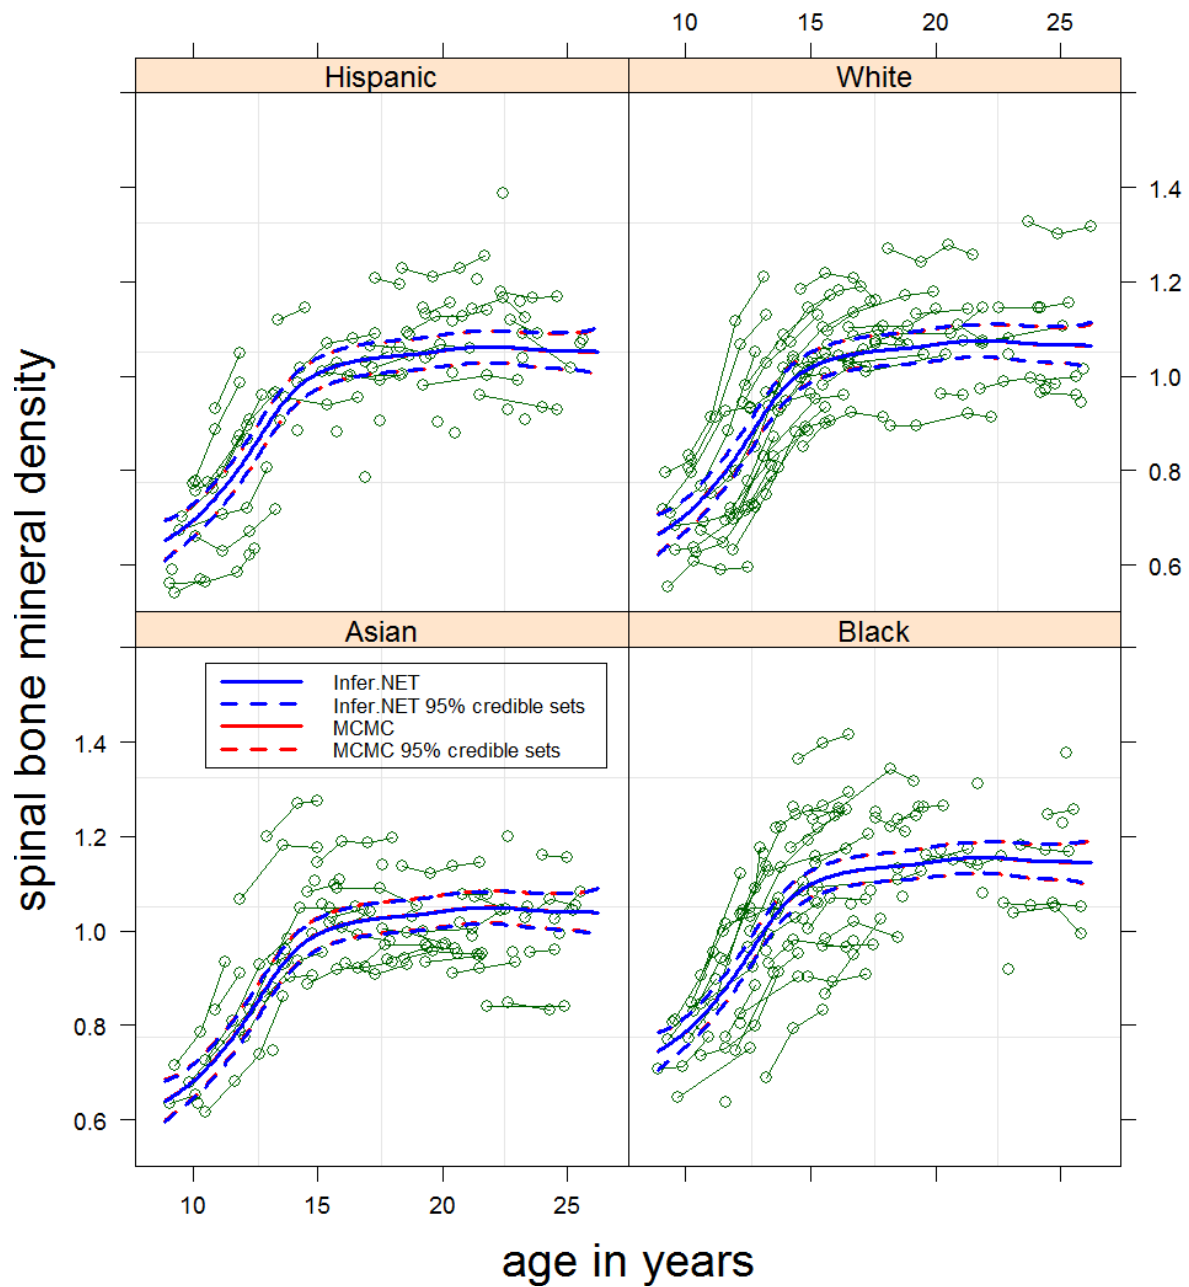 10 15 20 25
Hispanic White
1.4
1.2
1.0
0.8
0.6
spinal bone mineral density
Asian Black
Infer.NET
Infer.NET 95% credible sets
MCMC
MCMC 95% credible sets
1.4
1.2
1.0
0.8
0.6
10 15 20 25
age in years